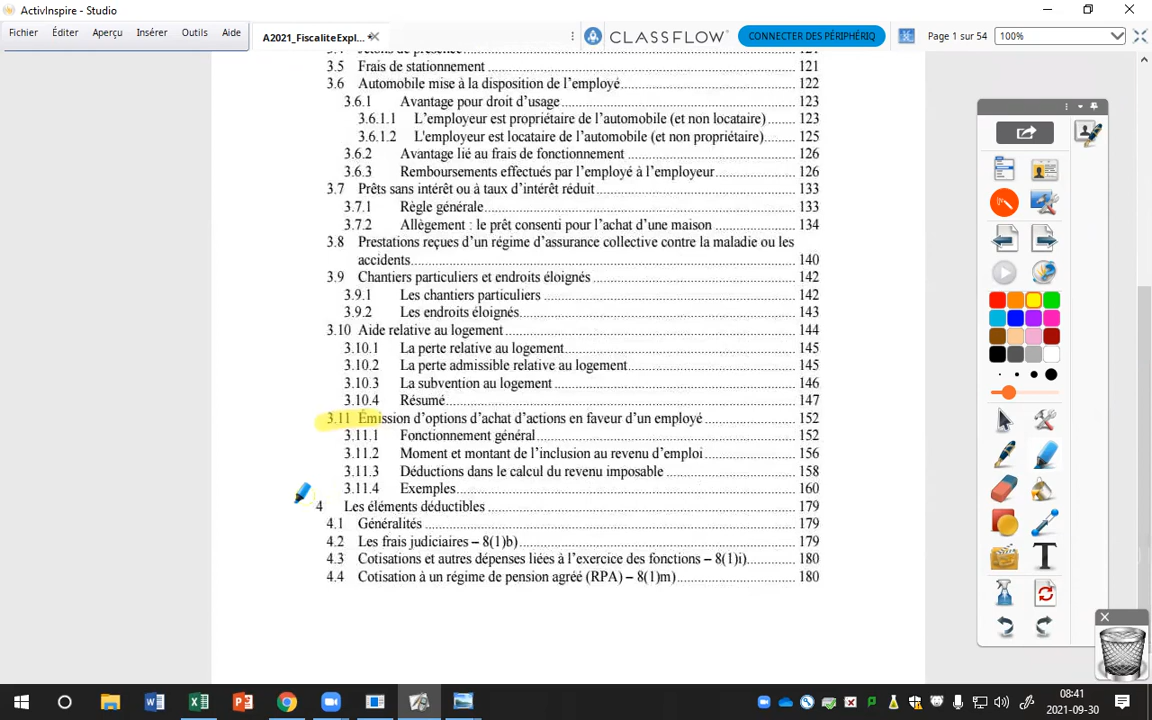 ActivInspire - Studio
Fichier Éditer Aperçu Insérer Outils Aide
A2021_FiscaliteExpl...
CLASSFLOW
CONNECTER DES PÉRIPHÉRIQ
Page 1 sur 54
100%
3.4 Jetons de présence 121
3.5 Frais de stationnement 121
3.6 Automobile mise à la disposition de l'employé 122
3.6.1 Avantage pour droit d'usage 123
3.6.1.1 L'employeur est propriétaire de l'automobile (et non locataire) 123
3.6.1.2 L'employeur est locataire de l'automobile (et non propriétaire) 125
3.6.2 Avantage lié au frais de fonctionnement 126
3.6.3 Remboursements effectués par l'employé à l'employeur 126
3.7 Prêts sans intérêt ou à taux d'intérêt réduit 133
3.7.1 Règle générale 133
3.7.2 Allègement : le prêt consenti pour l'achat d'une maison 134
3.8 Prestations reçues d'un régime d'assurance collective contre la maladie ou les
accidents 140
3.9 Chantiers particuliers et endroits éloignés 142
3.9.1 Les chantiers particuliers 142
3.9.2 Les endroits éloignés 143
3.10 Aide relative au logement 144
3.10.1 La perte relative au logement 145
3.10.2 La perte admissible relative au logement 145
3.10.3 La subvention au logement 146
3.10.4 Résumé 147
3.11 Émission d'options d'achat d'actions en faveur d'un employé 152
3.11.1 Fonctionnement général 152
3.11.2 Moment et montant de l'inclusion au revenu d'emploi 156
3.11.3 Déductions dans le calcul du revenu imposable 158
3.11.4 Exemples 160
4 Les éléments déductibles 179
4.1 Généralités 179
4.2 Les frais judiciaires – 8(1)b) 179
4.3 Cotisations et autres dépenses liées à l'exercice des fonctions – 8(1)i) 180
4.4 Cotisation à un régime de pension agréé (RPA) – 8(1)m) 180
08:41
2021-09-30